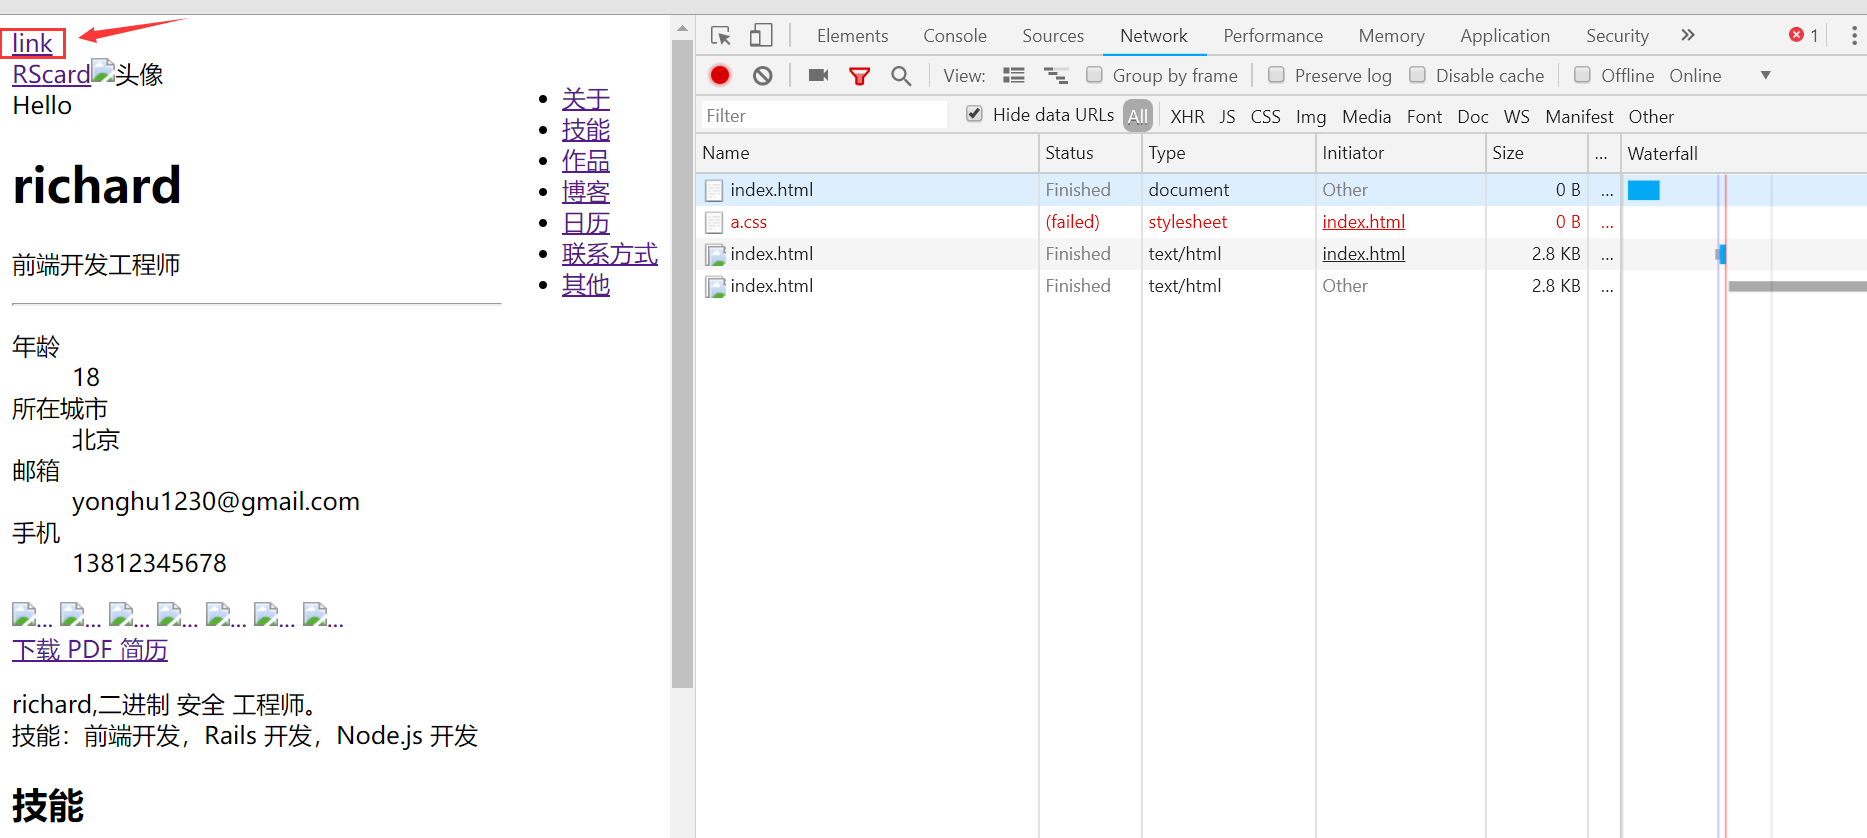 link
RScard头像
Hello
richard
前端开发工程师
年龄
18
所在城市
北京
邮箱
yonghu1230@gmail.com
手机
13812345678
... ... ... ... ... ... ...
下载 PDF 简历
richard,二进制 安全 工程师。
技能：前端开发，Rails 开发，Node.js 开发
技能
关于
技能
作品
博客
日历
联系方式
其他
Elements Console Sources Network Performance Memory Application Security » 1
View: Group by frame Preserve log Disable cache Offline Online
Filter Hide data URLs All XHR JS CSS Img Media Font Doc WS Manifest Other
Name Status Type Initiator Size ... Waterfall
index.html Finished document Other 0 B ...
a.css (failed) stylesheet index.html 0 B ...
index.html Finished text/html index.html 2.8 KB ...
index.html Finished text/html Other 2.8 KB ...